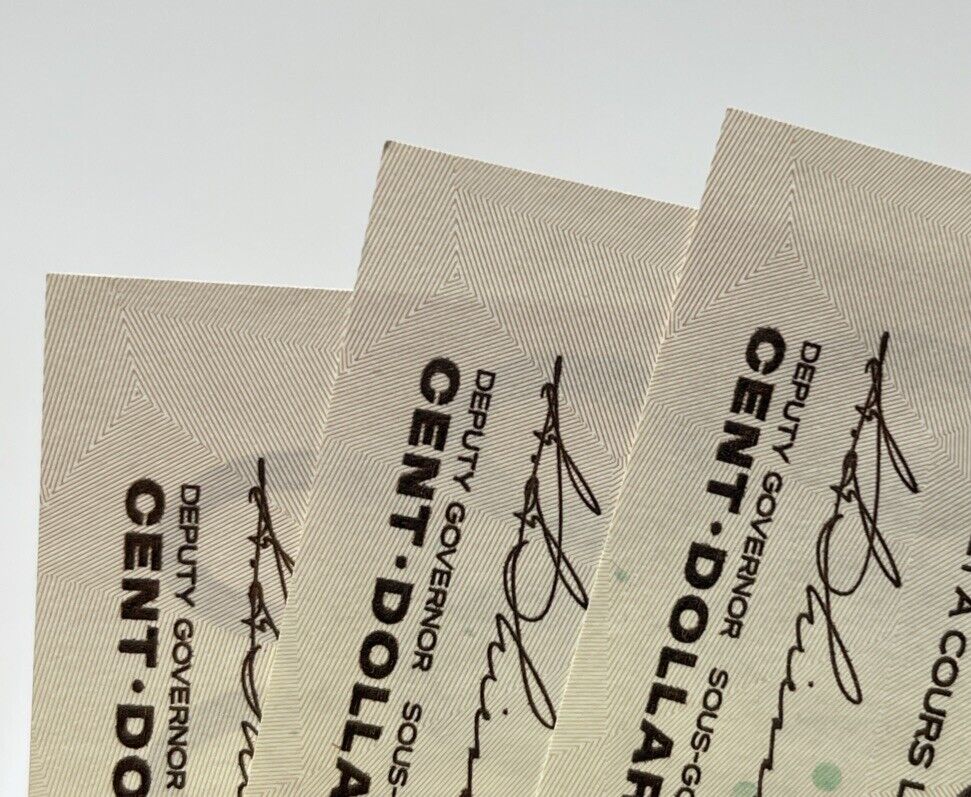 DEPUTY GOVERNOR
CENT·DO
DEPUTY GOVERNOR SOUS-
CENT·DOLLA
DEPUTY GOVERNOR SOUS-GO
CENT·DOLLAR
A COURS L